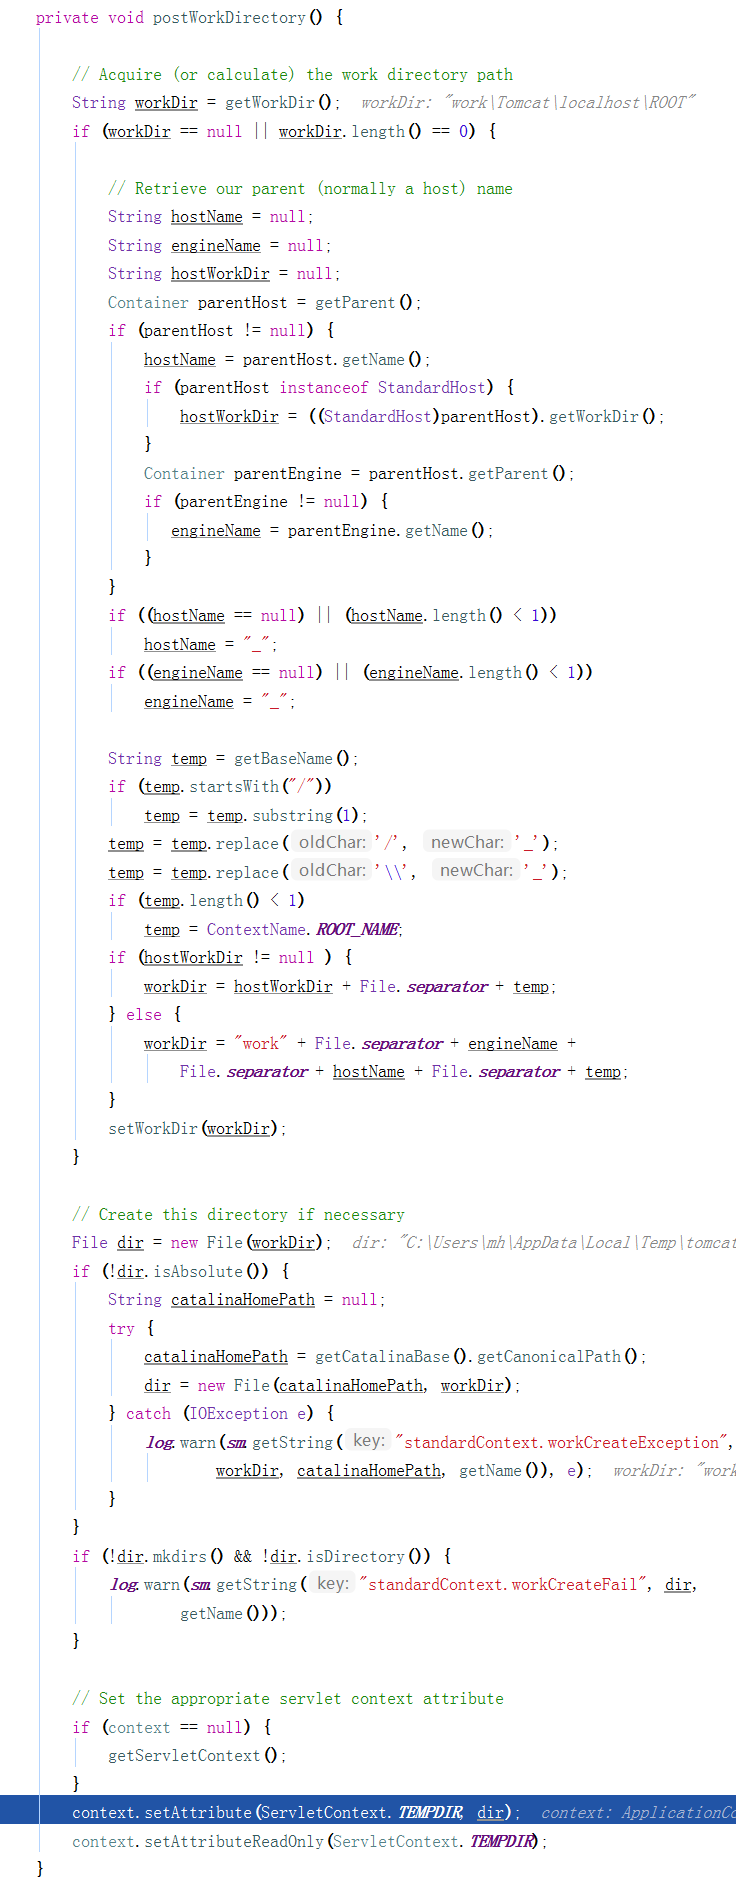 private void postWorkDirectory() {
// Acquire (or calculate) the work directory path
String workDir = getWorkDir();  workDir: "work\Tomcat\localhost\ROOT"
if (workDir == null || workDir.length() == 0) {
// Retrieve our parent (normally a host) name
String hostName = null;
String engineName = null;
String hostWorkDir = null;
Container parentHost = getParent();
if (parentHost != null) {
hostName = parentHost.getName();
if (parentHost instanceof StandardHost) {
hostWorkDir = ((StandardHost)parentHost).getWorkDir();
}
Container parentEngine = parentHost.getParent();
if (parentEngine != null) {
engineName = parentEngine.getName();
}
}
if ((hostName == null) || (hostName.length() < 1))
hostName = "_";
if ((engineName == null) || (engineName.length() < 1))
engineName = "_";
String temp = getBaseName();
if (temp.startsWith("/"))
temp = temp.substring(1);
temp = temp.replace( oldChar: '/', newChar: '_');
temp = temp.replace( oldChar: '\\', newChar: '_');
if (temp.length() < 1)
temp = ContextName.ROOT_NAME;
if (hostWorkDir != null ) {
workDir = hostWorkDir + File.separator + temp;
} else {
workDir = "work" + File.separator + engineName +
File.separator + hostName + File.separator + temp;
}
setWorkDir(workDir);
}
// Create this directory if necessary
File dir = new File(workDir);  dir: "C:\Users\mh\AppData\Local\Temp\tomcat
if (!dir.isAbsolute()) {
String catalinaHomePath = null;
try {
catalinaHomePath = getCatalinaBase().getCanonicalPath();
dir = new File(catalinaHomePath, workDir);
} catch (IOException e) {
log.warn(sm.getString( key: "standardContext.workCreateException",
workDir, catalinaHomePath, getName()), e);  workDir: "work
}
}
if (!dir.mkdirs() && !dir.isDirectory()) {
log.warn(sm.getString( key: "standardContext.workCreateFail", dir,
getName()));
}
// Set the appropriate servlet context attribute
if (context == null) {
getServletContext();
}
context.setAttribute(ServletContext.TEMPDIR, dir);  context: ApplicationCo
context.setAttributeReadOnly(ServletContext.TEMPDIR);
}